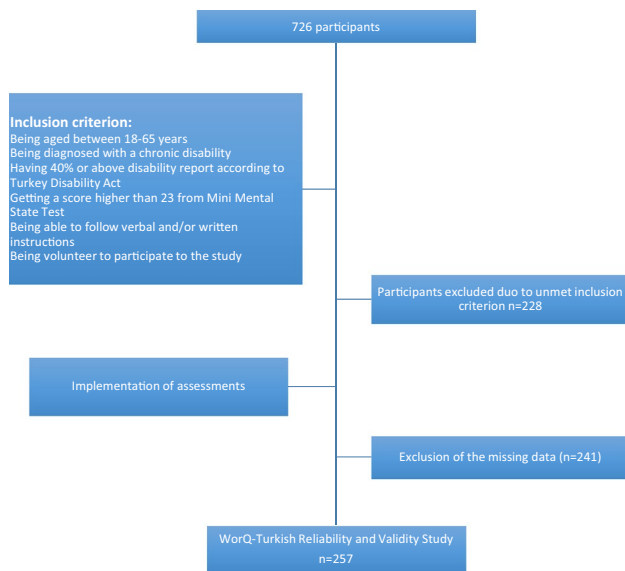 726 participants
Inclusion criterion:
Being aged between 18-65 years
Being diagnosed with a chronic disability
Having 40% or above disability report according to
Turkey Disability Act
Getting a score higher than 23 from Mini Mental
State Test
Being able to follow verbal and/or written
instructions
Being volunteer to participate to the study
Participants excluded duo to unmet inclusion
criterion n=228
Implementation of assessments
Exclusion of the missing data (n=241)
WorQ-Turkish Reliability and Validity Study
n=257